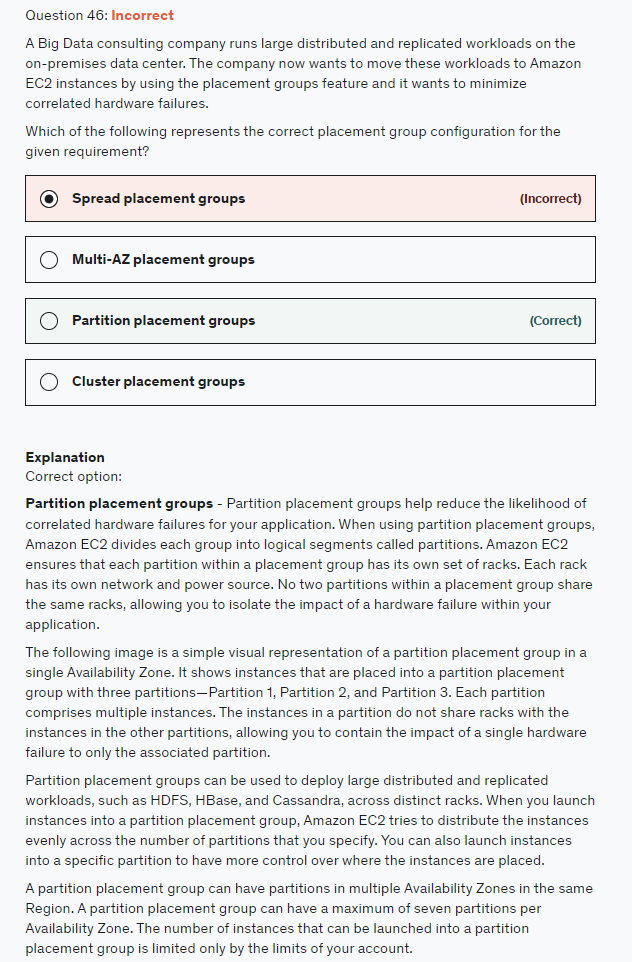 Question 46: Incorrect
A Big Data consulting company runs large distributed and replicated workloads on the
on-premises data center. The company now wants to move these workloads to Amazon
EC2 instances by using the placement groups feature and it wants to minimize
correlated hardware failures.
Which of the following represents the correct placement group configuration for the
given requirement?
Spread placement groups (Incorrect)
Multi-AZ placement groups
Partition placement groups (Correct)
Cluster placement groups
Explanation
Correct option:
Partition placement groups - Partition placement groups help reduce the likelihood of
correlated hardware failures for your application. When using partition placement groups,
Amazon EC2 divides each group into logical segments called partitions. Amazon EC2
ensures that each partition within a placement group has its own set of racks. Each rack
has its own network and power source. No two partitions within a placement group share
the same racks, allowing you to isolate the impact of a hardware failure within your
application.
The following image is a simple visual representation of a partition placement group in a
single Availability Zone. It shows instances that are placed into a partition placement
group with three partitions—Partition 1, Partition 2, and Partition 3. Each partition
comprises multiple instances. The instances in a partition do not share racks with the
instances in the other partitions, allowing you to contain the impact of a single hardware
failure to only the associated partition.
Partition placement groups can be used to deploy large distributed and replicated
workloads, such as HDFS, HBase, and Cassandra, across distinct racks. When you launch
instances into a partition placement group, Amazon EC2 tries to distribute the instances
evenly across the number of partitions that you specify. You can also launch instances
into a specific partition to have more control over where the instances are placed.
A partition placement group can have partitions in multiple Availability Zones in the same
Region. A partition placement group can have a maximum of seven partitions per
Availability Zone. The number of instances that can be launched into a partition
placement group is limited only by the limits of your account.